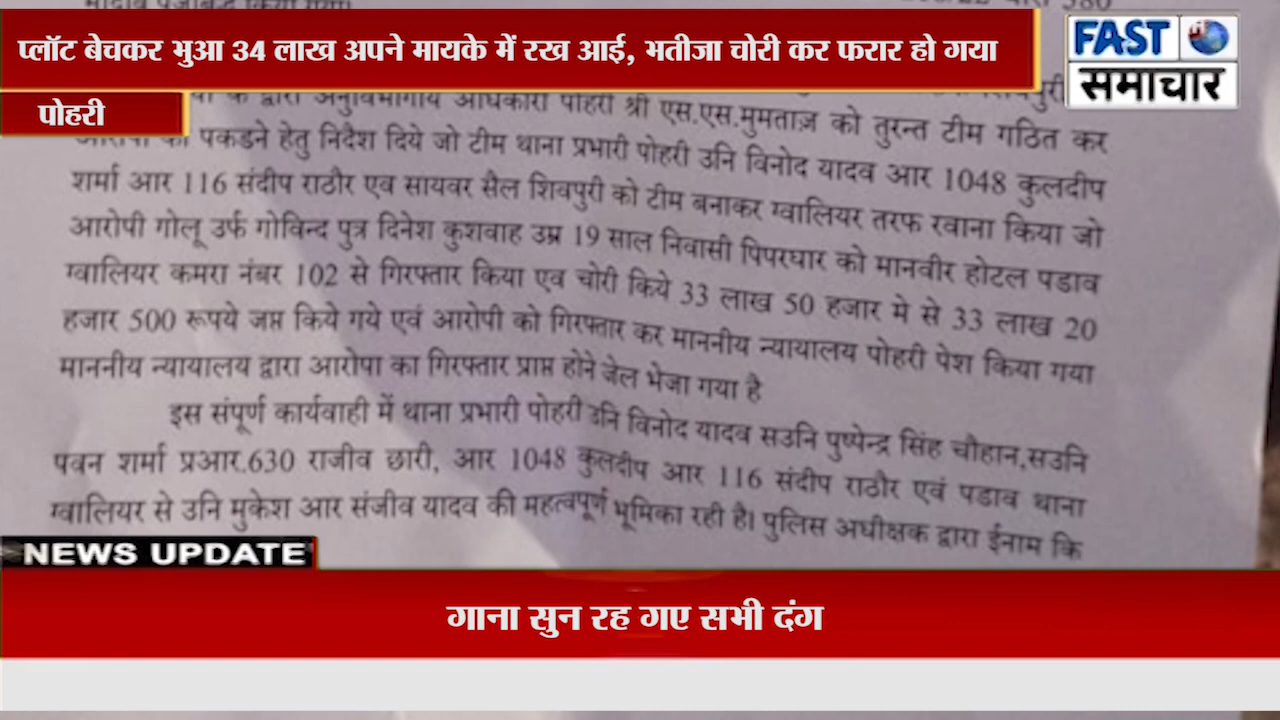 प्लॉट बेचकर भुआ 34 लाख अपने मायके में रख आई, भतीजा चोरी कर फरार हो गया
FAST
समाचार
पोहरी
के द्वारा अनुविभागीय अधिकारी पोहरी श्री एस.एस.मुमताज़ को तुरन्त टीम गठित कर
पकडने हेतु निर्देश दिये जो टीम थाना प्रभारी पोहरी उनि विनोद यादव आर 1048 कुलदीप
शर्मा आर 116 संदीप राठौर एव सायवर सैल शिवपुरी को टीम बनाकर ग्वालियर तरफ रवाना किया जो
आरोपी गोलू उर्फ गोविन्द पुत्र दिनेश कुशवाह उम्र 19 साल निवासी पिपरघार को मानवीर होटल पडाव
ग्वालियर कमरा नंबर 102 से गिरफ्तार किया एव चोरी किये 33 लाख 50 हजार मे से 33 लाख 20
हजार 500 रूपये जप्त किये गये एवं आरोपी को गिरफ्तार कर माननीय न्यायालय पोहरी पेश किया गया
माननीय न्यायालय द्वारा आरोपा का गिरफ्तार प्राप्त होने जेल भेजा गया है
इस संपूर्ण कार्यवाही में थाना प्रभारी पोहरी उनि विनोद यादव सउनि पुष्पेन्द्र सिंह चौहान,सउनि
पवन शर्मा प्रआर.630 राजीव छारी, आर 1048 कुलदीप आर 116 संदीप राठौर एवं पडाव थाना
ग्वालियर से उनि मुकेश आर संजीव यादव की महत्वपूर्ण भूमिका रही है। पुलिस अधीक्षक द्वारा ईनाम कि
NEWS UPDATE
गाना सुन रह गए सभी दंग